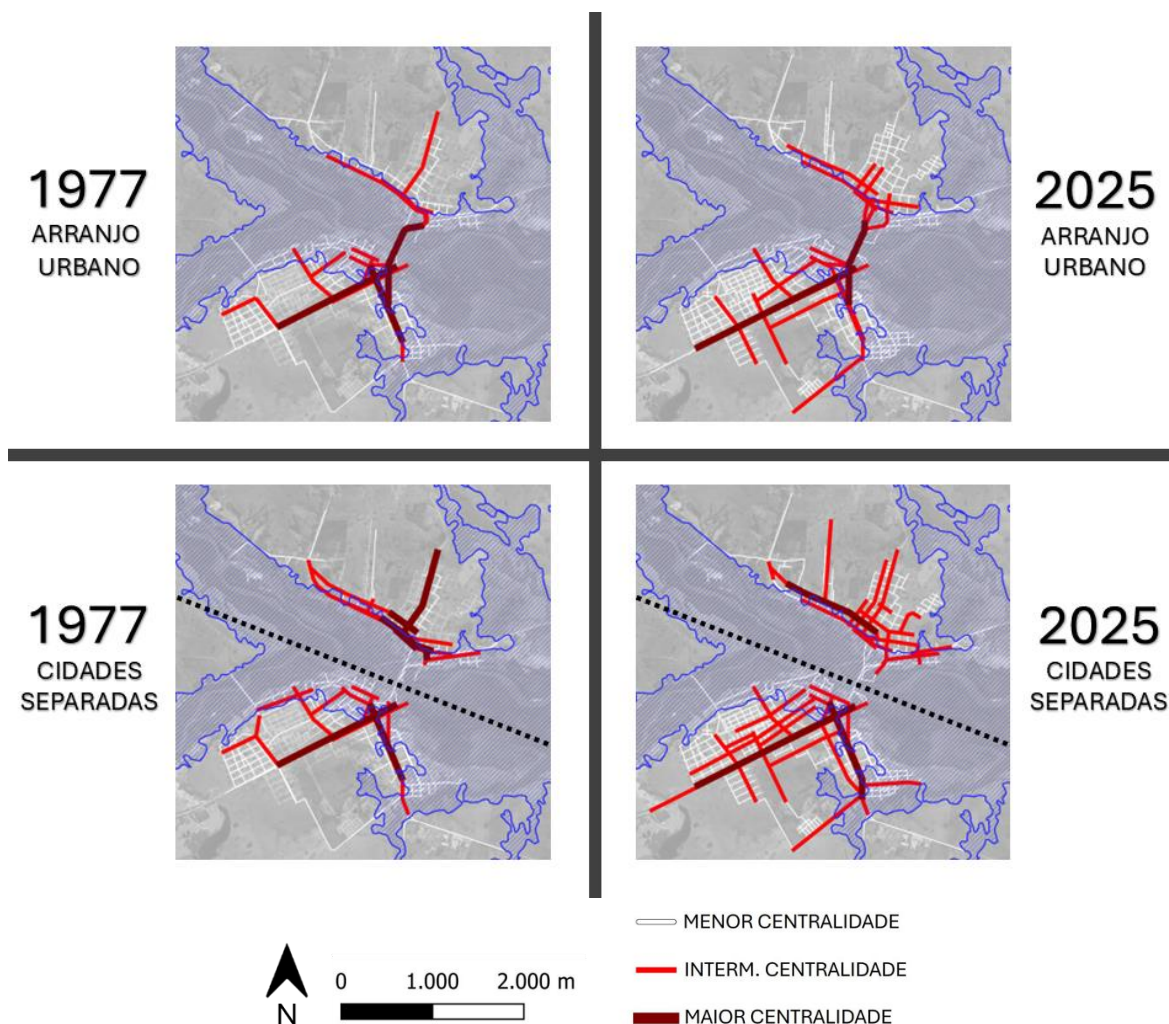 1977
ARRANJO
URBANO
2025
ARRANJO
URBANO
1977
CIDADES
SEPARADAS
2025
CIDADES
SEPARADAS
N
0 1.000 2.000 m
MENOR CENTRALIDADE
INTERM. CENTRALIDADE
MAIOR CENTRALIDADE